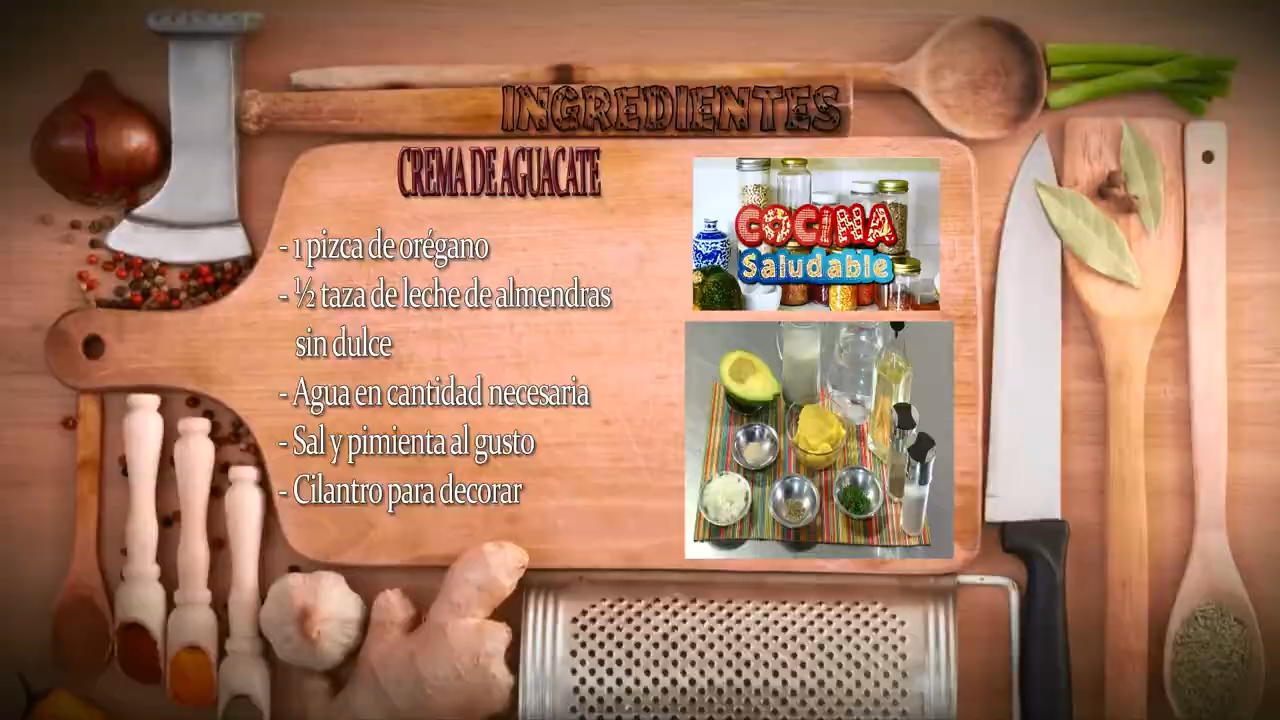 INGREDIENTES
CREMA DE AGUACATE
- 1 pizca de orégano
- ½ taza de leche de almendras
sin dulce
- Agua en cantidad necesaria
- Sal y pimienta al gusto
- Cilantro para decorar
COCINA
Saludable